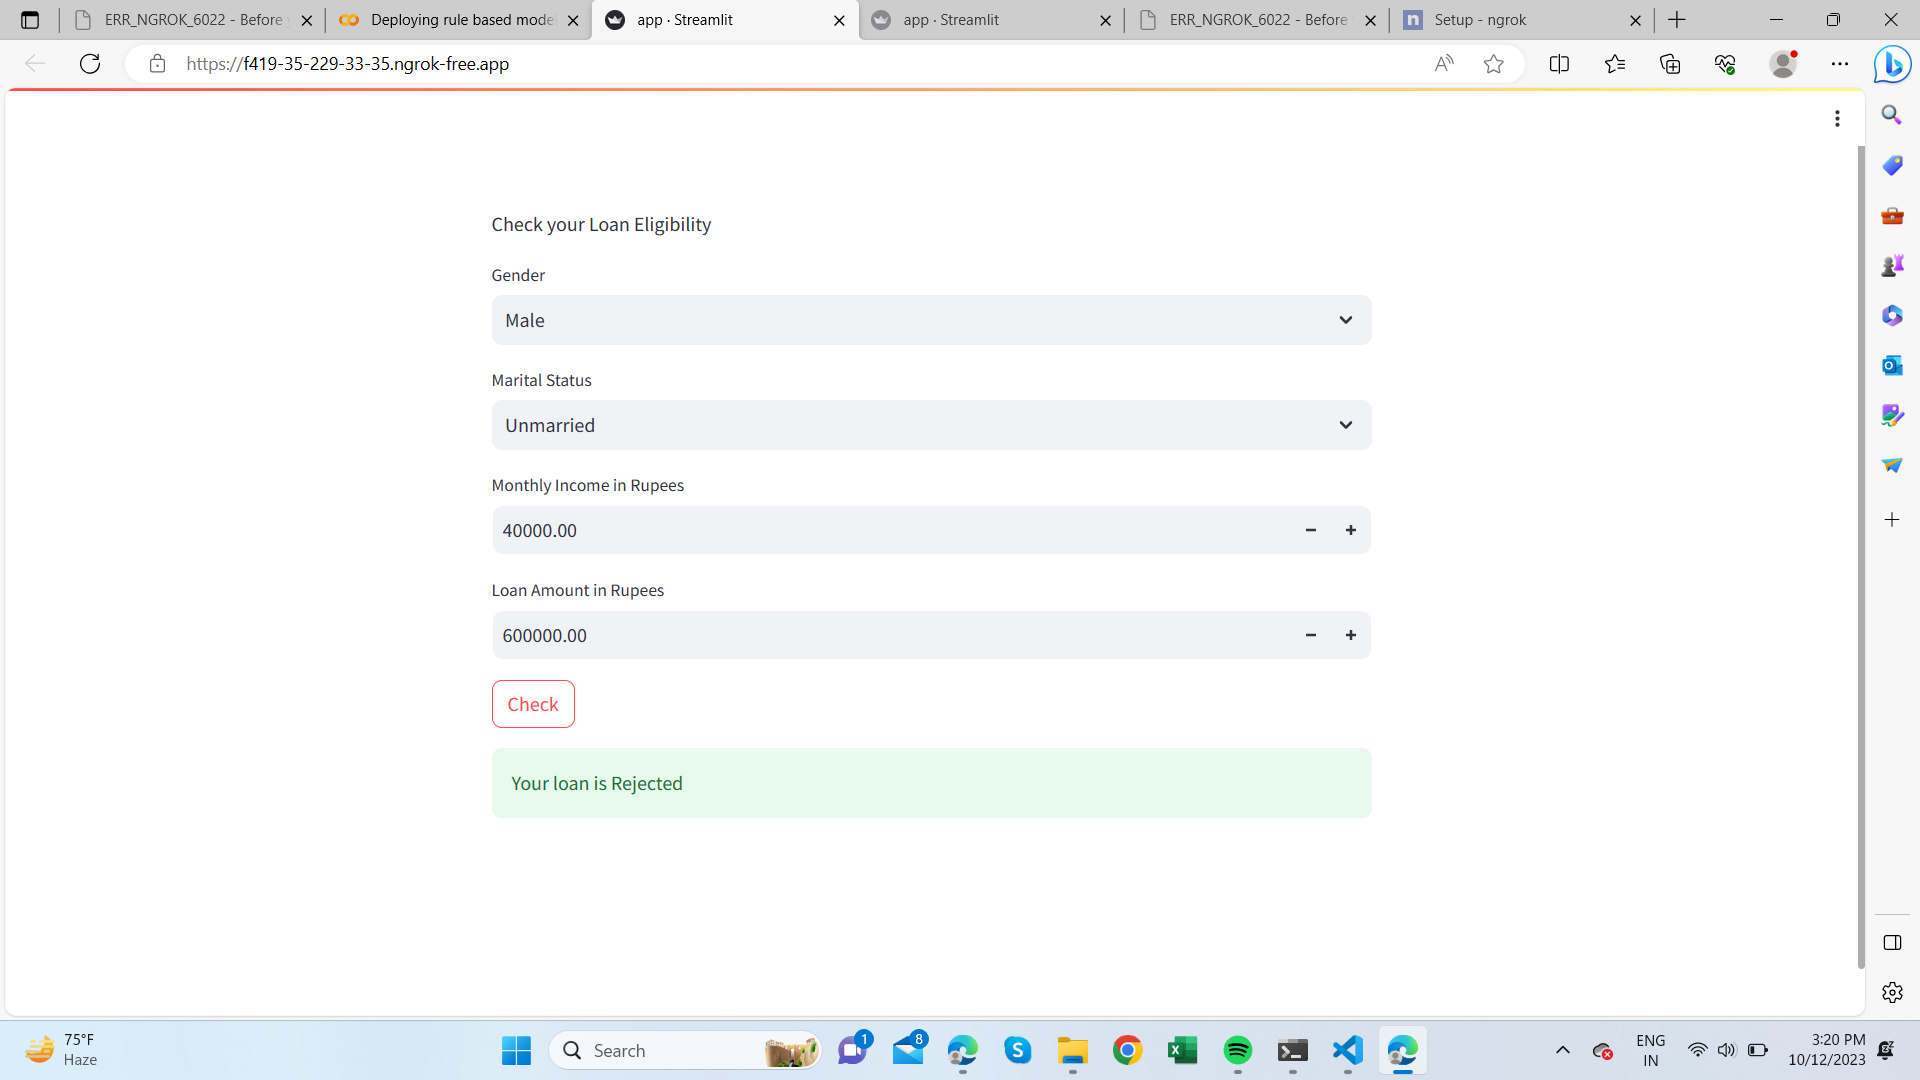 ERR_NGROK_6022 - Before y
Deploying rule based mode
app · Streamlit
app · Streamlit
ERR_NGROK_6022 - Before
Setup - ngrok
https://f419-35-229-33-35.ngrok-free.app
Check your Loan Eligibility
Gender
Male
Marital Status
Unmarried
Monthly Income in Rupees
40000.00
Loan Amount in Rupees
600000.00
Check
Your loan is Rejected
75°F
Haze
Search
1
8
ENG
IN
3:20 PM
10/12/2023